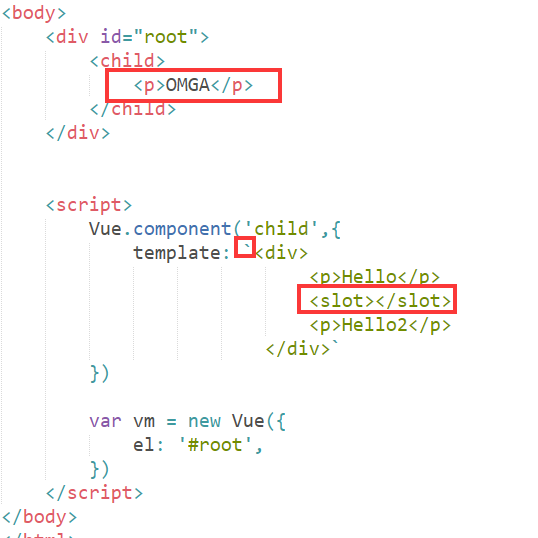 <body>
<div id="root">
<child>
<p>OMGA</p>
</child>
</div>
<script>
Vue.component('child',{
template: `<div>
<p>Hello</p>
<slot></slot>
<p>Hello2</p>
</div>`
})
var vm = new Vue({
el: '#root',
})
</script>
</body>
</html>